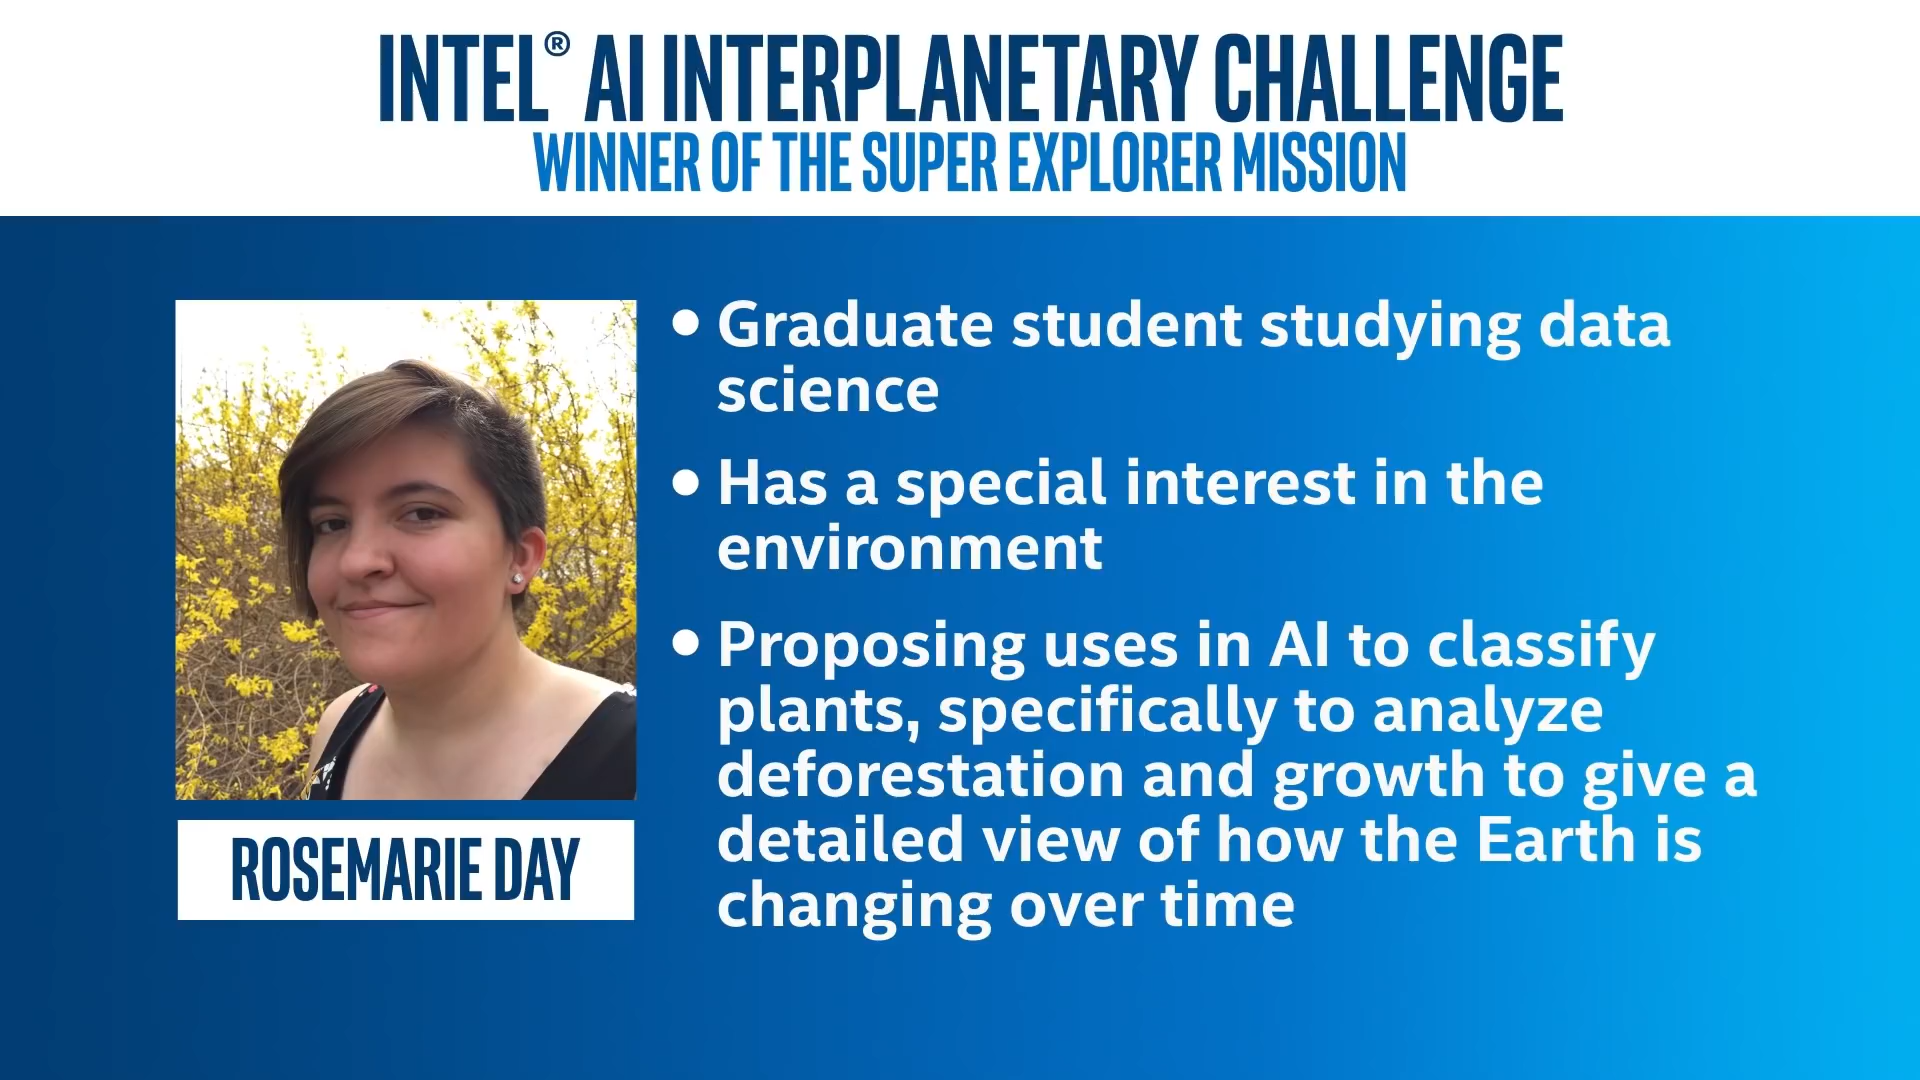 INTEL® AI INTERPLANETARY CHALLENGE
WINNER OF THE SUPER EXPLORER MISSION
• Graduate student studying data
science
• Has a special interest in the
environment
• Proposing uses in AI to classify
plants, specifically to analyze
deforestation and growth to give a
detailed view of how the Earth is
changing over time
ROSEMARIE DAY